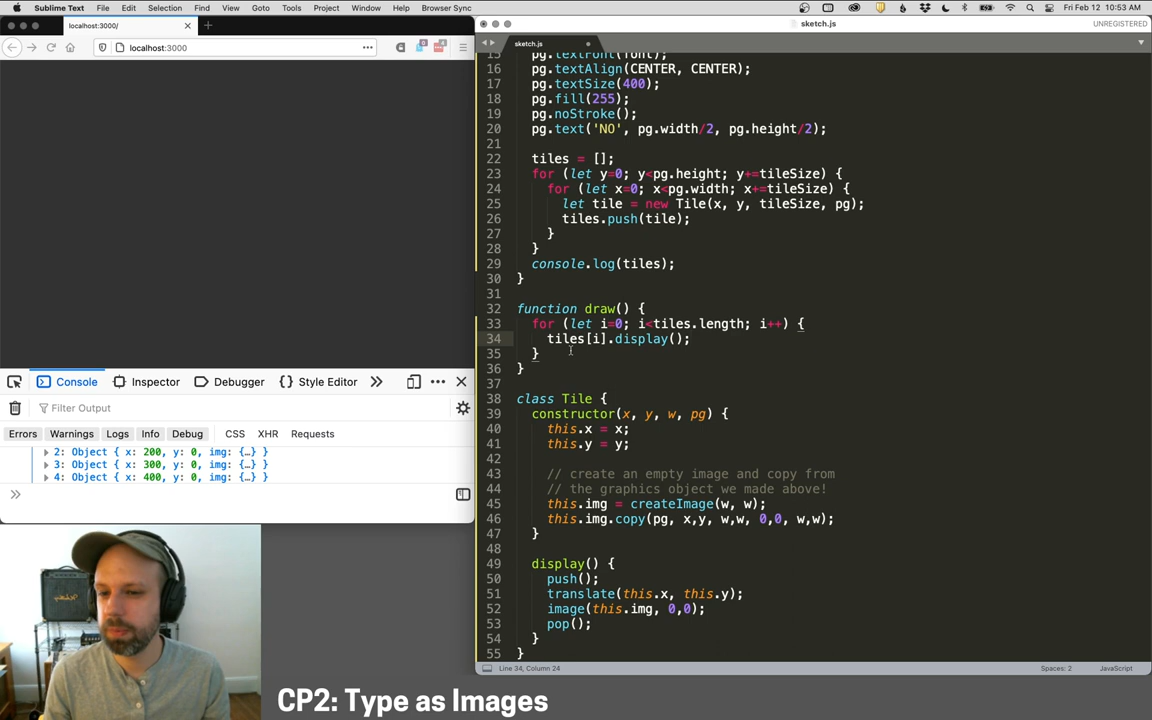 Sublime Text File Edit Selection Find View Goto Tools Project Window Help Browser Sync
Fri Feb 12 10:53 AM
localhost:3000/
sketch.js
UNREGISTERED
localhost:3000
sketch.js
15 pg.textFont(font);
16 pg.textAlign(CENTER, CENTER);
17 pg.textSize(400);
18 pg.fill(255);
19 pg.noStroke();
20 pg.text('NO', pg.width/2, pg.height/2);
21
22 tiles = [];
23 for (let y=0; y<pg.height; y+=tileSize) {
24 for (let x=0; x<pg.width; x+=tileSize) {
25 let tile = new Tile(x, y, tileSize, pg);
26 tiles.push(tile);
27 }
28 }
29 console.log(tiles);
30 }
31
32 function draw() {
33 for (let i=0; i<tiles.length; i++) {
34 tiles[i].display();
35 }
36 }
37
38 class Tile {
39 constructor(x, y, w, pg) {
40 this.x = x;
41 this.y = y;
42
43 // create an empty image and copy from
44 // the graphics object we made above!
45 this.img = createImage(w, w);
46 this.img.copy(pg, x,y, w,w, 0,0, w,w);
47 }
48
49 display() {
50 push();
51 translate(this.x, this.y);
52 image(this.img, 0,0);
53 pop();
54 }
55 }
Line 34, Column 24
Spaces: 2
JavaScript
Console Inspector Debugger Style Editor
Filter Output
Errors Warnings Logs Info Debug CSS XHR Requests
2: Object { x: 200, y: 0, img: {…} }
3: Object { x: 300, y: 0, img: {…} }
4: Object { x: 400, y: 0, img: {…} }
CP2: Type as Images